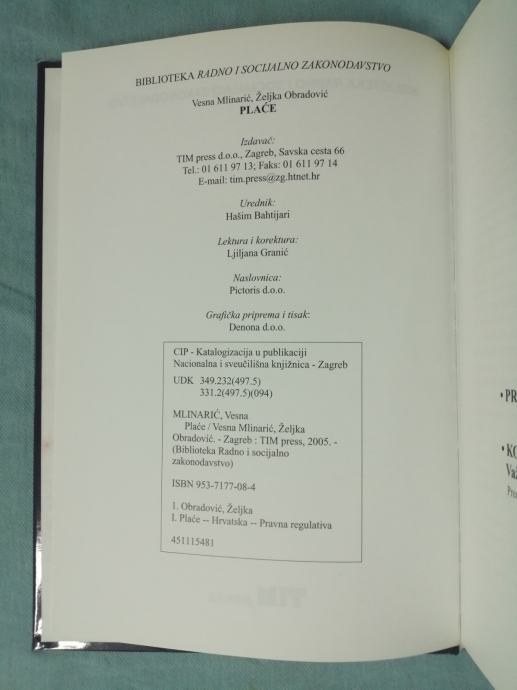 BIBLIOTEKA RADNO I SOCIJALNO ZAKONODAVSTVO
Vesna Mlinarić, Željka Obradović
PLAĆE
Izdavač:
TIM press d.o.o., Zagreb, Savska cesta 66
Tel.: 01 611 97 13; Faks: 01 611 97 14
E-mail: tim.press@zg.htnet.hr
Urednik:
Hašim Bahtijari
Lektura i korektura:
Ljiljana Granić
Naslovnica:
Pictoris d.o.o.
Grafička priprema i tisak:
Denona d.o.o.
CIP - Katalogizacija u publikaciji
Nacionalna i sveučilišna knjižnica - Zagreb
UDK 349.232(497.5)
331.2(497.5)(094)
MLINARIĆ, Vesna
Plaće / Vesna Mlinarić, Željka
Obradović. - Zagreb : TIM press, 2005. -
(Biblioteka Radno i socijalno
zakonodavstvo)
ISBN 953-7177-08-4
1. Obradović, Željka
I. Plaće -- Hrvatska -- Pravna regulativa
451115481
• PR
• KO
Važ